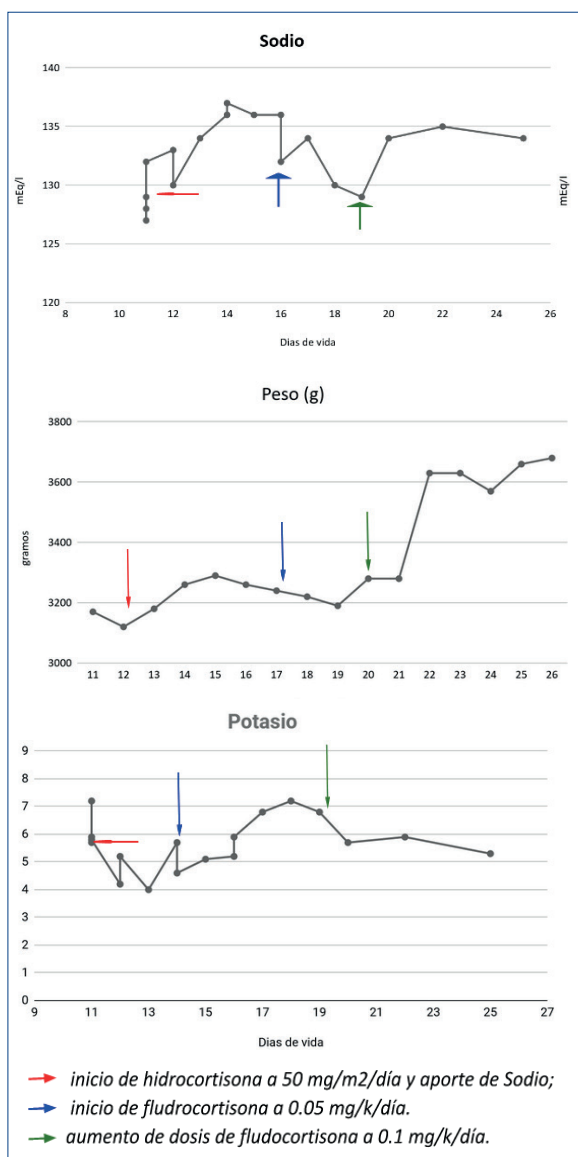 Sodio
140
135
130
125
120
mEq/l
mEq/l
8 10 12 14 16 18 20 22 24 26
Dias de vida
Peso (g)
3800
3600
3400
3200
3000
gramos
11 12 13 14 15 16 17 18 19 20 21 22 23 24 25 26
Potasio
9
8
7
6
5
4
3
2
1
0
9 11 13 15 17 19 21 23 25 27
Dias de vida
inicio de hidrocortisona a 50 mg/m2/día y aporte de Sodio;
inicio de fludrocortisona a 0.05 mg/k/día.
aumento de dosis de fludocortisona a 0.1 mg/k/día.